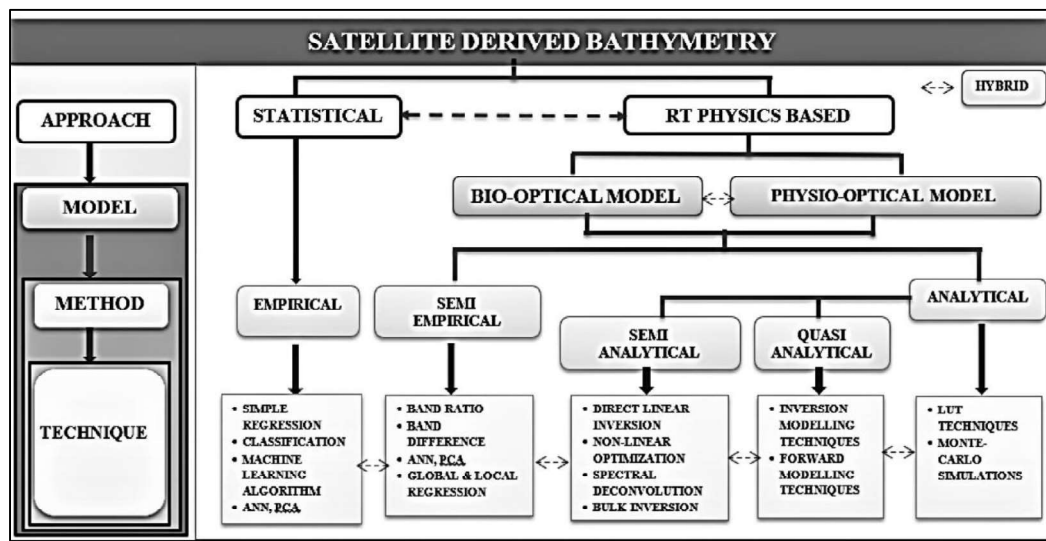 SATELLITE DERIVED BATHYMETRY
HYBRID
APPROACH
MODEL
METHOD
TECHNIQUE
STATISTICAL
RT PHYSICS BASED
BIO-OPTICAL MODEL
PHYSIO-OPTICAL MODEL
EMPIRICAL
SEMI
EMPIRICAL
SEMI
ANALYTICAL
QUASI
ANALYTICAL
ANALYTICAL
• SIMPLE
REGRESSION
• CLASSIFICATION
• MACHINE
LEARNING
ALGORITHM
• ANN, PCA
• BAND RATIO
• BAND
DIFFERENCE
• ANN, PCA
• GLOBAL & LOCAL
REGRESSION
• DIRECT LINEAR
INVERSION
• NON-LINEAR
OPTIMIZATION
• SPECTRAL
DECONVOLUTION
• BULK INVERSION
• INVERSION
MODELLING
TECHNIQUES
• FORWARD
MODELLING
TECHNIQUES
• LUT
TECHNIQUES
• MONTE-
CARLO
SIMULATIONS